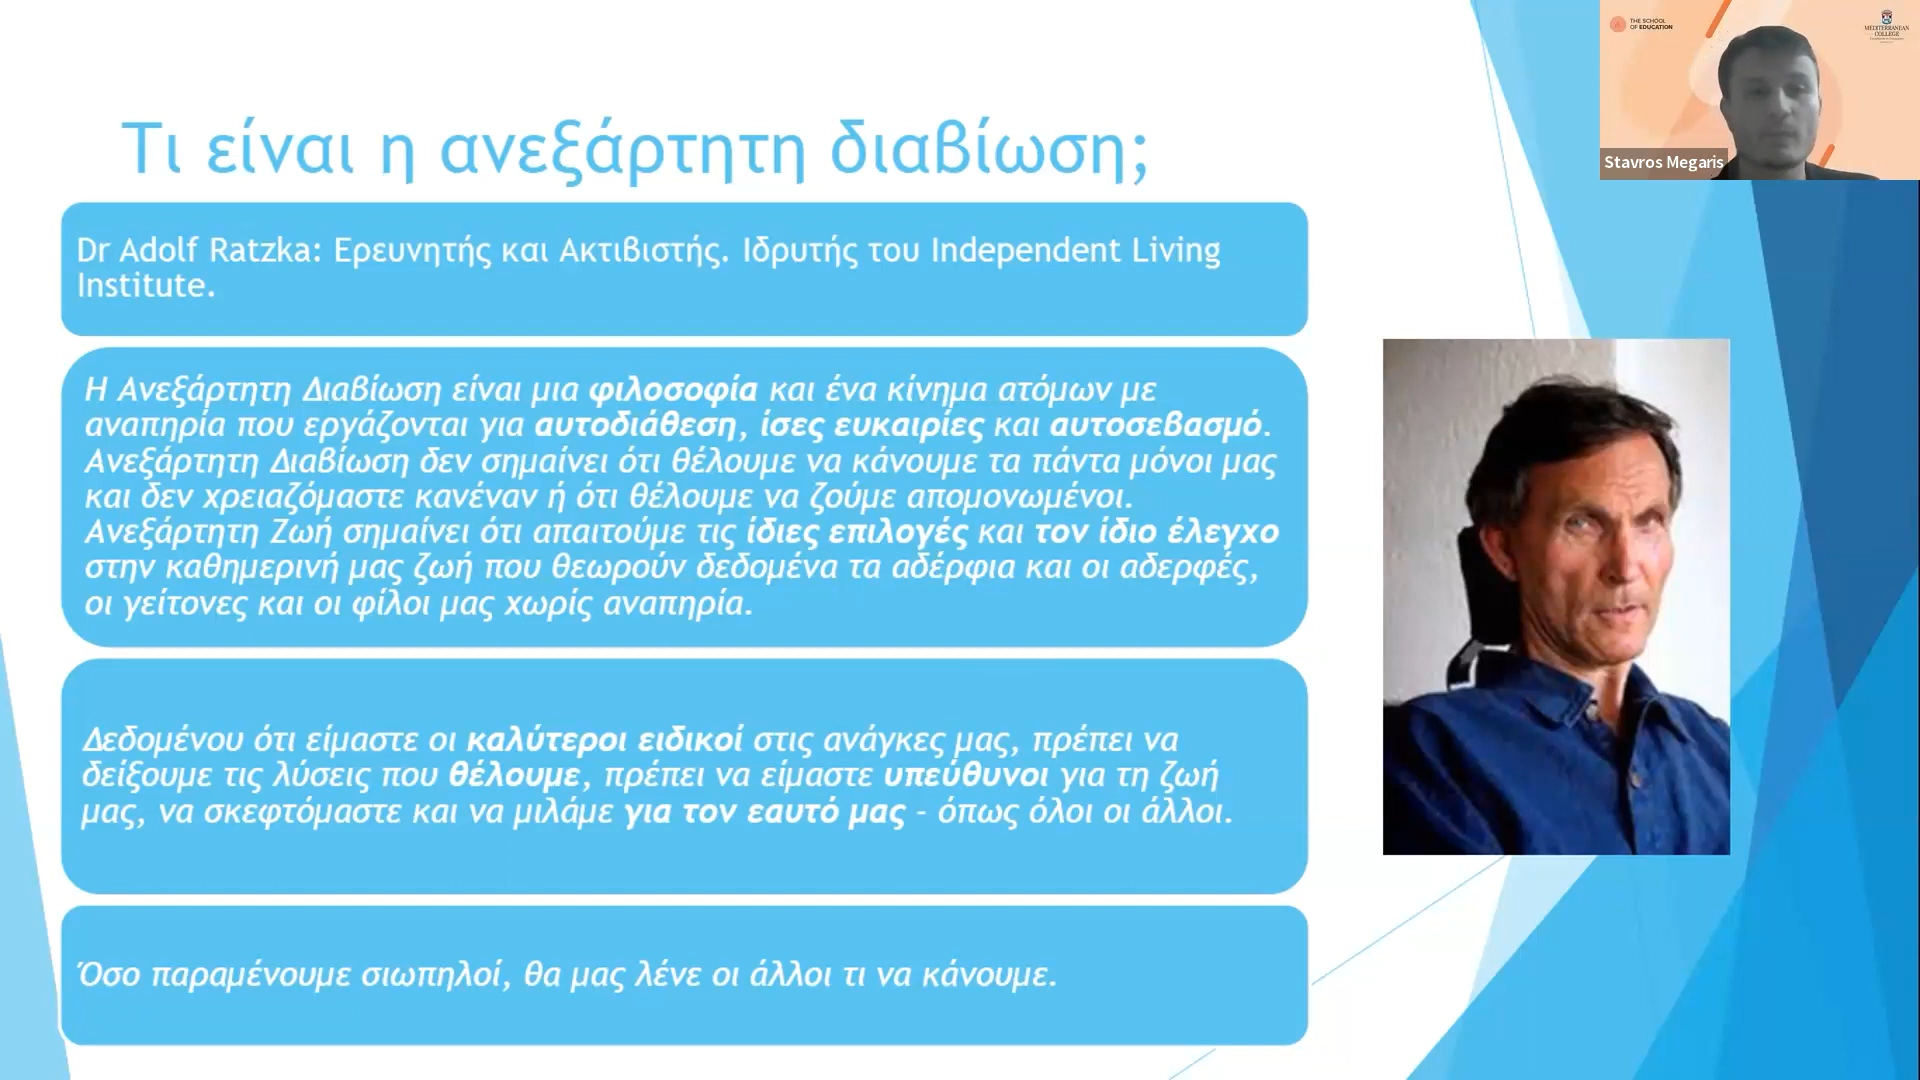 THE SCHOOL
OF EDUCATION
MEDITERRANEAN
COLLEGE
Stavros Megaris
Τι είναι η ανεξάρτητη διαβίωση;
Dr Adolf Ratzka: Ερευνητής και Ακτιβιστής. Ιδρυτής του Independent Living
Institute.
Η Ανεξάρτητη Διαβίωση είναι μια φιλοσοφία και ένα κίνημα ατόμων με
αναπηρία που εργάζονται για αυτοδιάθεση, ίσες ευκαιρίες και αυτοσεβασμό.
Ανεξάρτητη Διαβίωση δεν σημαίνει ότι θέλουμε να κάνουμε τα πάντα μόνοι μας
και δεν χρειαζόμαστε κανέναν ή ότι θέλουμε να ζούμε απομονωμένοι.
Ανεξάρτητη Ζωή σημαίνει ότι απαιτούμε τις ίδιες επιλογές και τον ίδιο έλεγχο
στην καθημερινή μας ζωή που θεωρούν δεδομένα τα αδέρφια και οι αδερφές,
οι γείτονες και οι φίλοι μας χωρίς αναπηρία.
Δεδομένου ότι είμαστε οι καλύτεροι ειδικοί στις ανάγκες μας, πρέπει να
δείξουμε τις λύσεις που θέλουμε, πρέπει να είμαστε υπεύθυνοι για τη ζωή
μας, να σκεφτόμαστε και να μιλάμε για τον εαυτό μας - όπως όλοι οι άλλοι.
Όσο παραμένουμε σιωπηλοί, θα μας λένε οι άλλοι τι να κάνουμε.